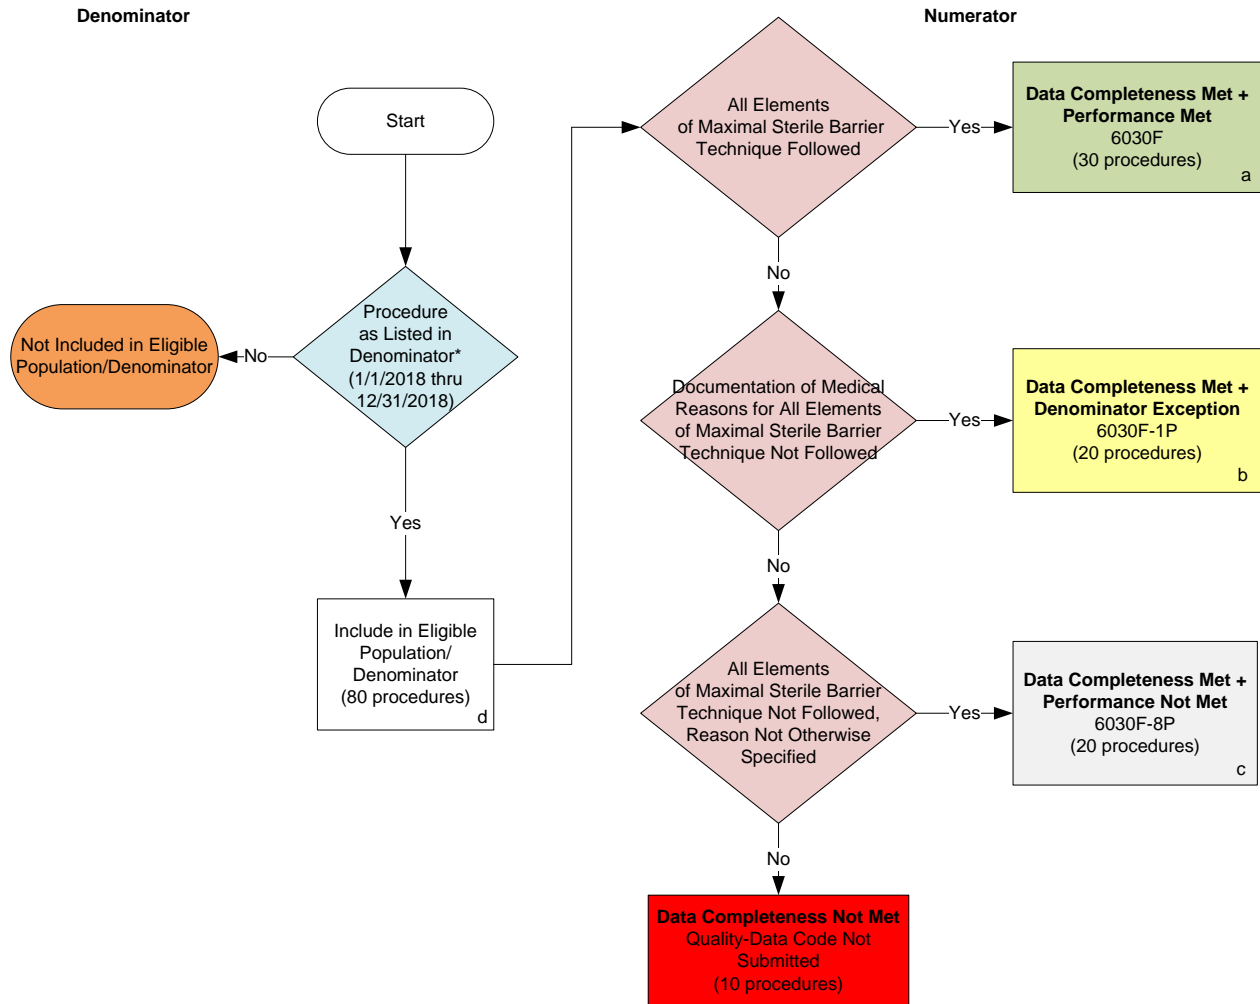 Denominator
Numerator
Start
Procedure
as Listed in
Denominator*
(1/1/2018 thru
12/31/2018)
No
Not Included in Eligible
Population/Denominator
Yes
Include in Eligible
Population/
Denominator
(80 procedures)
d
All Elements
of Maximal Sterile Barrier
Technique Followed
Yes
Data Completeness Met +
Performance Met
6030F
(30 procedures)
a
No
Documentation of Medical
Reasons for All Elements
of Maximal Sterile Barrier
Technique Not Followed
Yes
Data Completeness Met +
Denominator Exception
6030F-1P
(20 procedures)
b
No
All Elements
of Maximal Sterile Barrier
Technique Not Followed,
Reason Not Otherwise
Specified
Yes
Data Completeness Met +
Performance Not Met
6030F-8P
(20 procedures)
c
No
Data Completeness Not Met
Quality-Data Code Not
Submitted
(10 procedures)